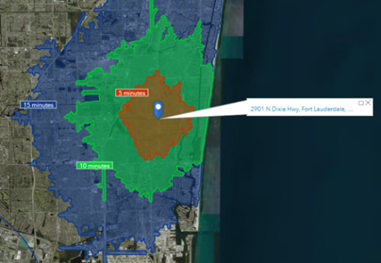 5 minutes
15 minutes
2901 N Dixie Hwy, Fort Lauderdale, ...
10 minutes